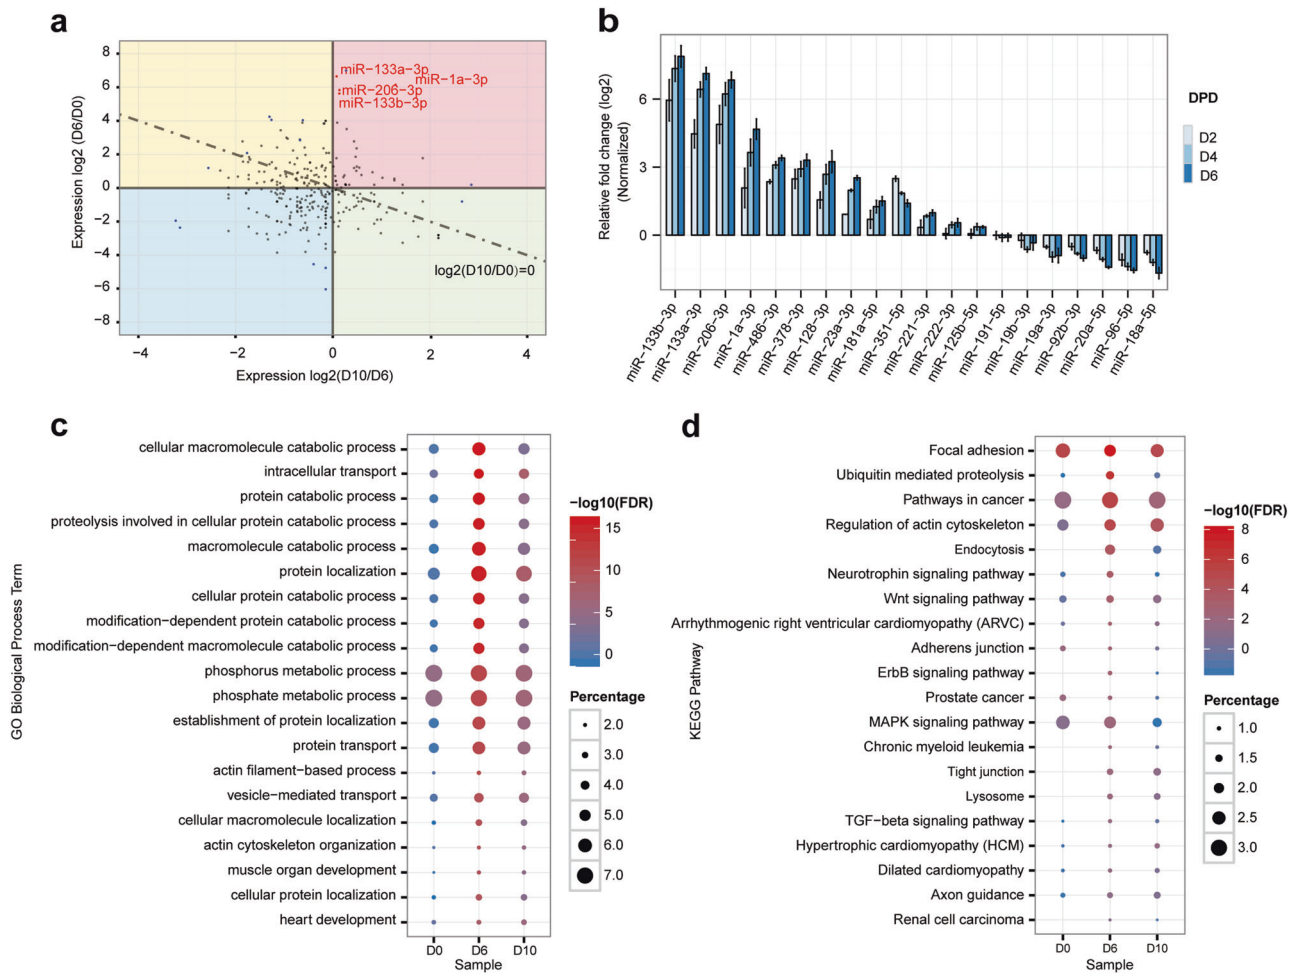 a
Expression log2 (D6/D0)
8
6
4
2
0
−2
−4
−6
−8
miR−133a−3p
miR−1a−3p
miR−206−3p
miR−133b−3p
log2(D10/D0)=0
−4
−2
0
2
4
Expression log2(D10/D6)
b
Relative fold change (log2)
(Normalized)
6
3
0
DPD
D2
D4
D6
miR−133b−3p
miR−133a−3p
miR−206−3p
miR−1a−3p
miR−486−3p
miR−378−3p
miR−128−3p
miR−23a−3p
miR−181a−5p
miR−351−5p
miR−221−3p
miR−222−3p
miR−125b−5p
miR−191−5p
miR−19b−3p
miR−19a−3p
miR−92b−3p
miR−20a−5p
miR−96−5p
miR−18a−5p
c
GO Biological Process Term
cellular macromolecule catabolic process
intracellular transport
protein catabolic process
proteolysis involved in cellular protein catabolic process
macromolecule catabolic process
protein localization
cellular protein catabolic process
modification−dependent protein catabolic process
modification−dependent macromolecule catabolic process
phosphorus metabolic process
phosphate metabolic process
establishment of protein localization
protein transport
actin filament−based process
vesicle−mediated transport
cellular macromolecule localization
actin cytoskeleton organization
muscle organ development
cellular protein localization
heart development
D0
D6
D10
Sample
−log10(FDR)
15
10
5
0
Percentage
2.0
3.0
4.0
5.0
6.0
7.0
d
KEGG Pathway
Focal adhesion
Ubiquitin mediated proteolysis
Pathways in cancer
Regulation of actin cytoskeleton
Endocytosis
Neurotrophin signaling pathway
Wnt signaling pathway
Arrhythmogenic right ventricular cardiomyopathy (ARVC)
Adherens junction
ErbB signaling pathway
Prostate cancer
MAPK signaling pathway
Chronic myeloid leukemia
Tight junction
Lysosome
TGF−beta signaling pathway
Hypertrophic cardiomyopathy (HCM)
Dilated cardiomyopathy
Axon guidance
Renal cell carcinoma
D0
D6
D10
Sample
−log10(FDR)
8
6
4
2
0
Percentage
1.0
1.5
2.0
2.5
3.0